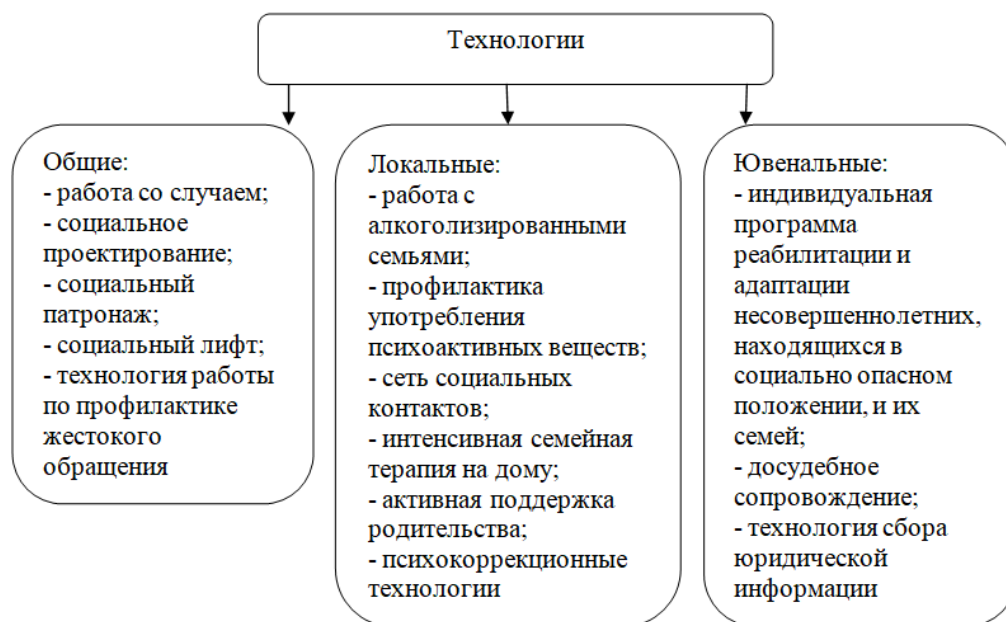 Технологии
Общие:
- работа со случаем;
- социальное
проектирование;
- социальный
патронаж;
- социальный лифт;
- технология работы
по профилактике
жестокого
обращения
Локальные:
- работа с
алкоголизированными
семьями;
- профилактика
употребления
психоактивных веществ;
- сеть социальных
контактов;
- интенсивная семейная
терапия на дому;
- активная поддержка
родительства;
- психокоррекционные
технологии
Ювенальные:
- индивидуальная
программа
реабилитации и
адаптации
несовершеннолетних,
находящихся в
социально опасном
положении, и их
семей;
- досудебное
сопровождение;
- технология сбора
юридической
информации